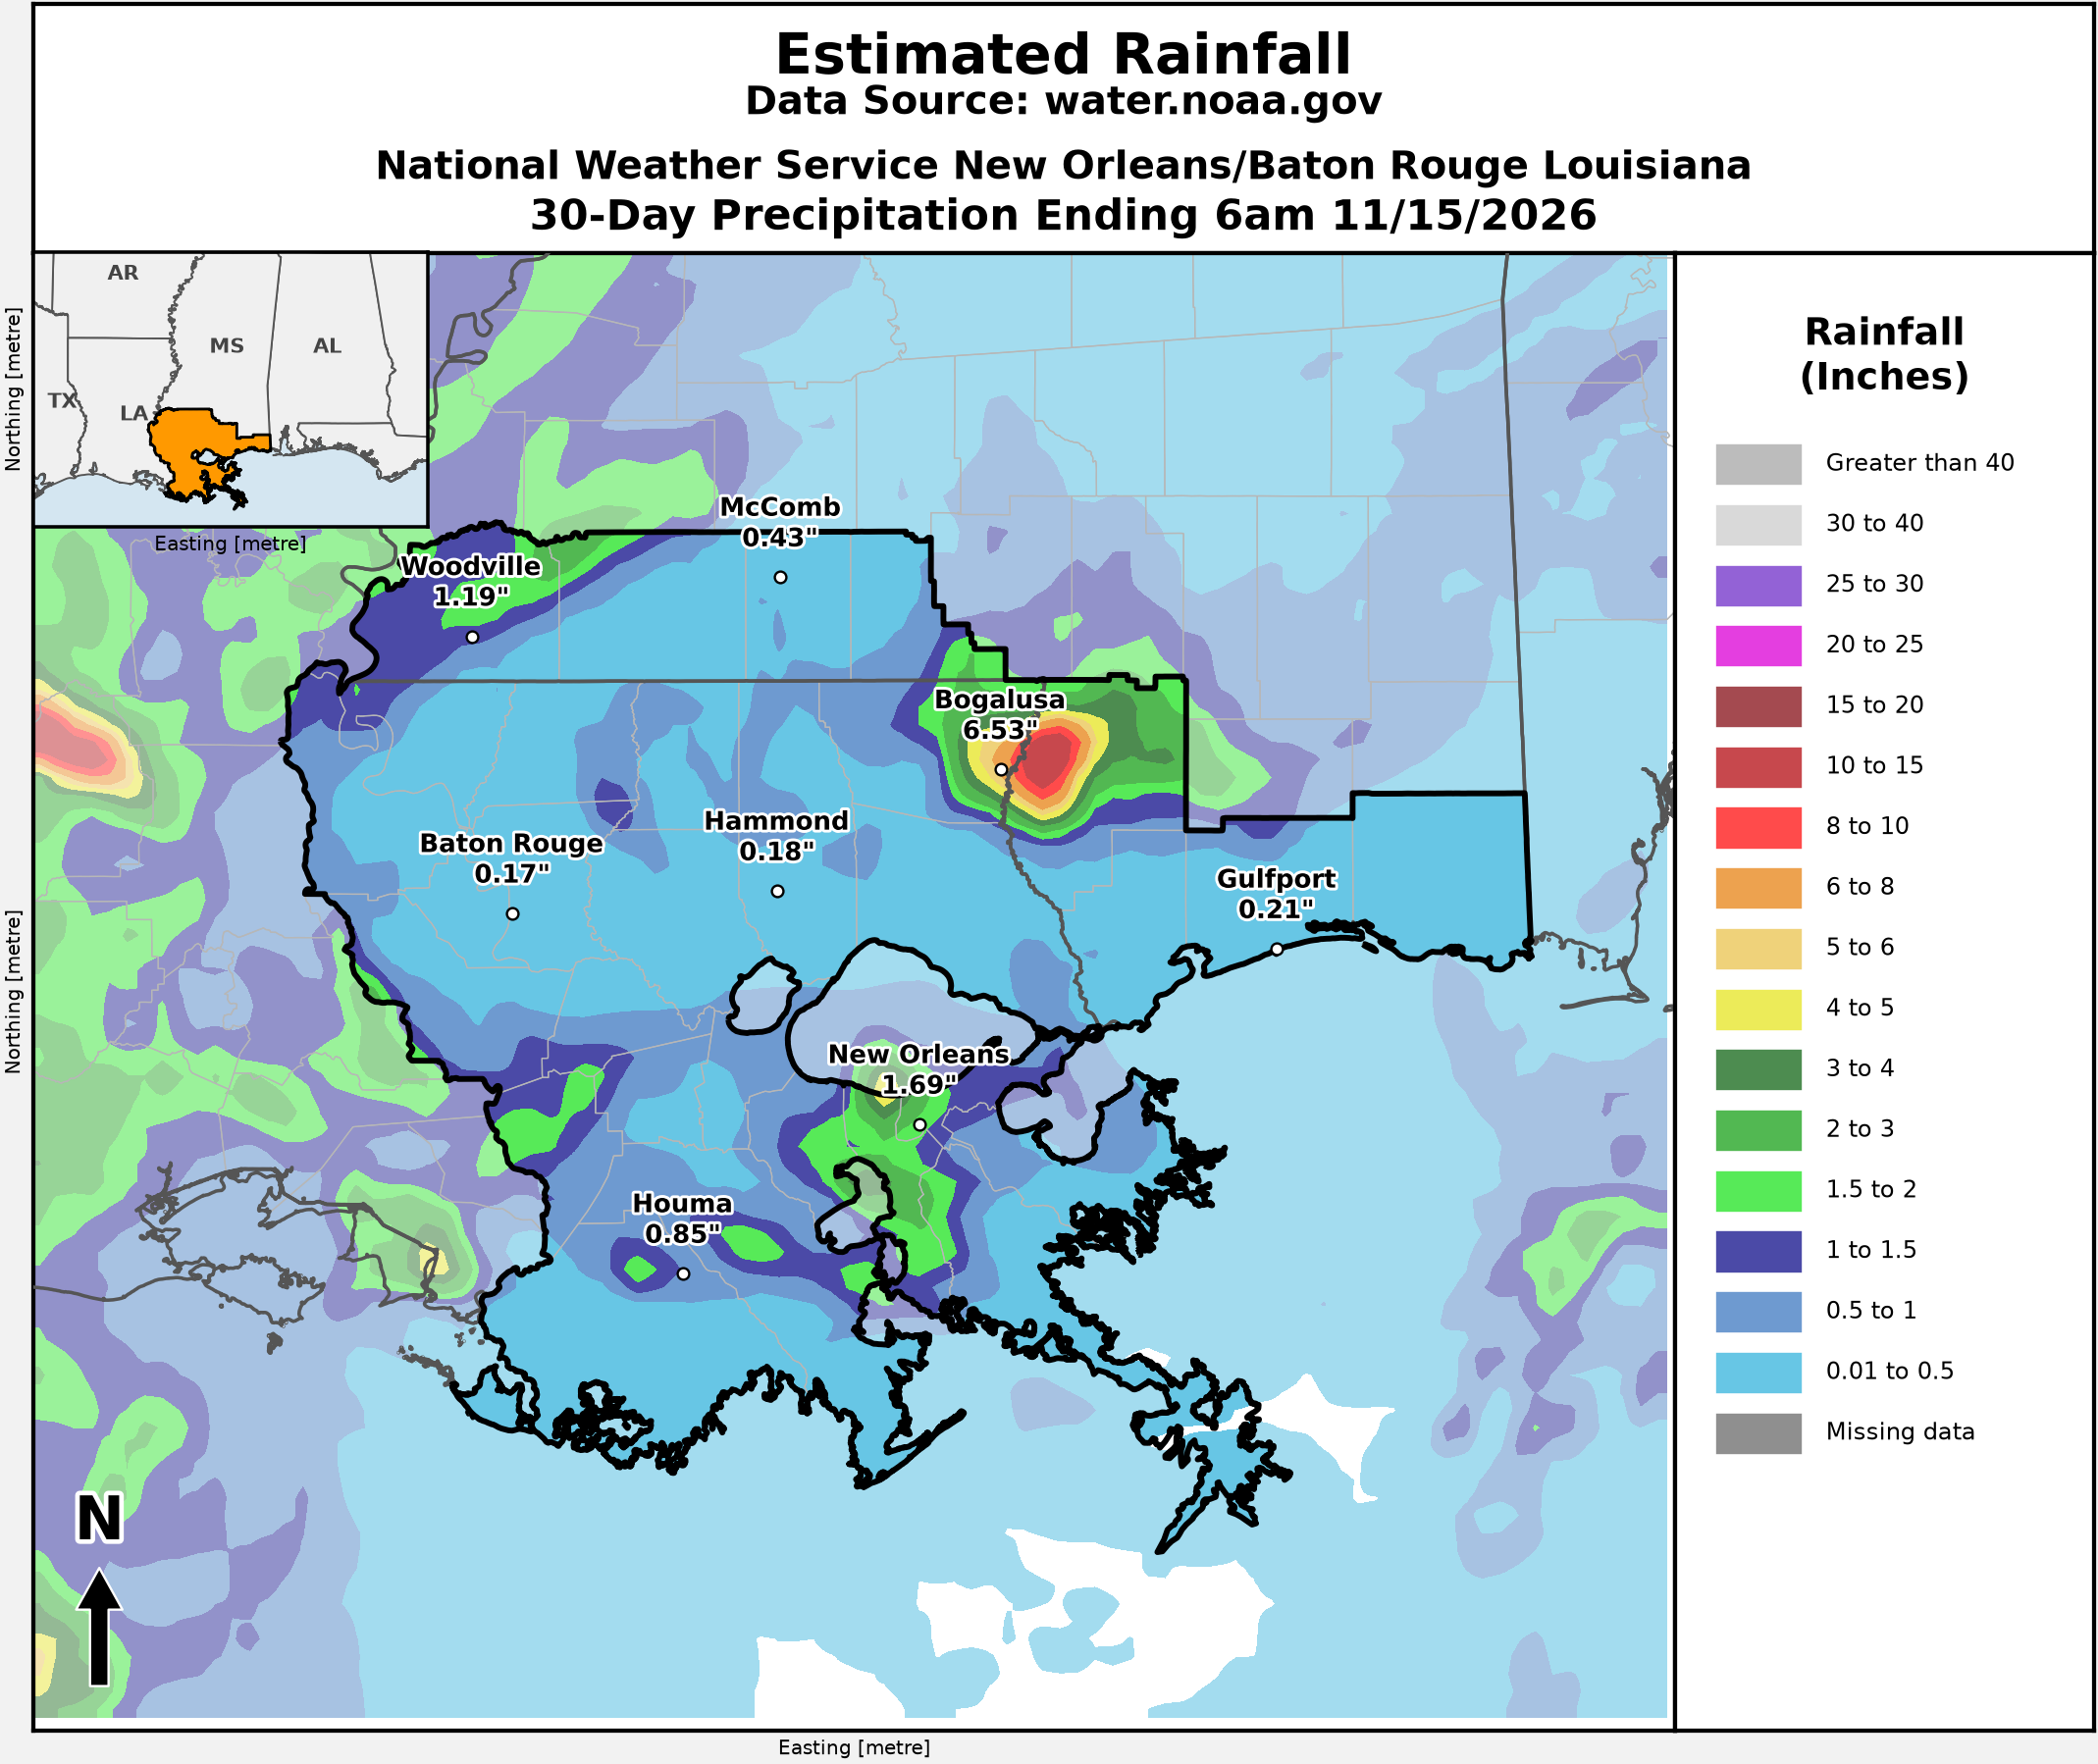 Estimated Rainfall
Data Source: water.noaa.gov
National Weather Service New Orleans/Baton Rouge Louisiana
30-Day Precipitation Ending 6am 11/15/2026
AR
MS
AL
TX
LA
Northing [metre]
Easting [metre]
McComb
0.43"
Woodville
1.19"
Bogalusa
6.53"
Hammond
0.18"
Baton Rouge
0.17"
Gulfport
0.21"
New Orleans
1.69"
Houma
0.85"
N
Northing [metre]
Easting [metre]
Rainfall
(Inches)
Greater than 40
30 to 40
25 to 30
20 to 25
15 to 20
10 to 15
8 to 10
6 to 8
5 to 6
4 to 5
3 to 4
2 to 3
1.5 to 2
1 to 1.5
0.5 to 1
0.01 to 0.5
Missing data